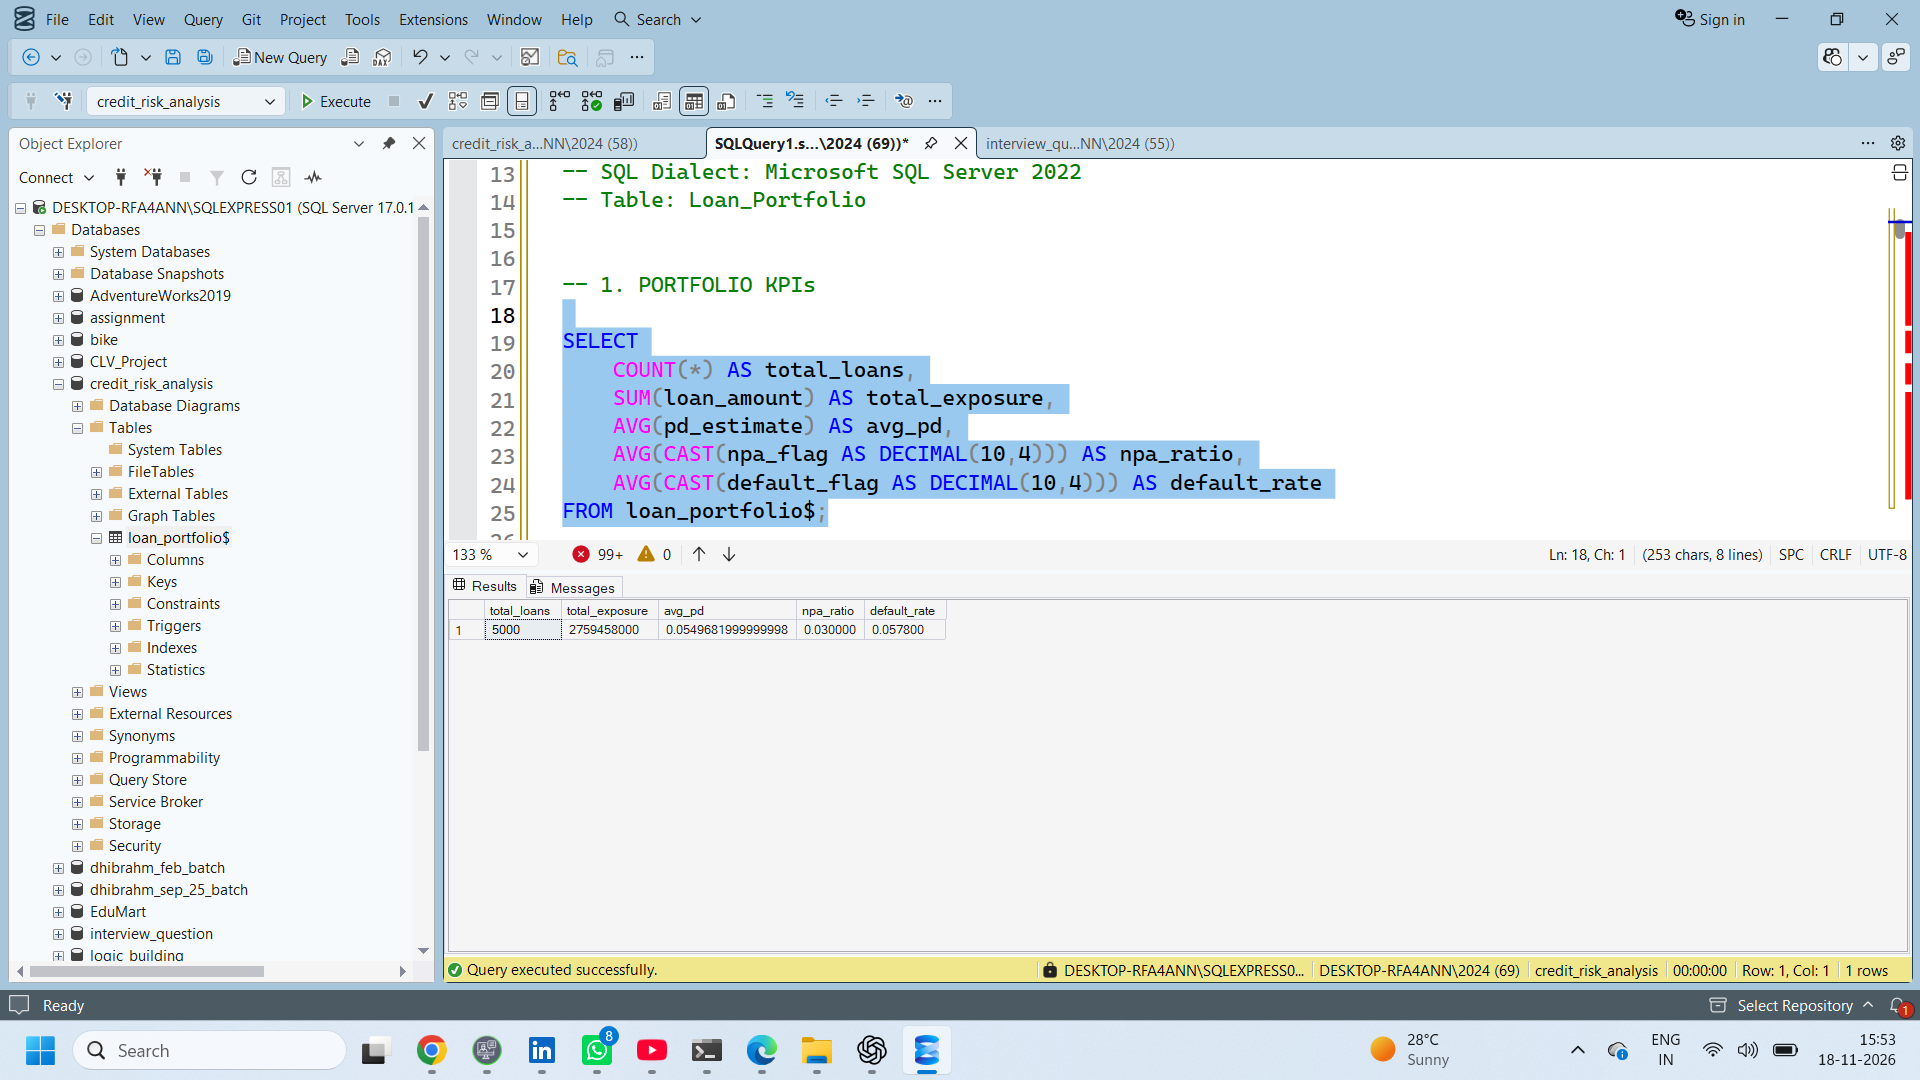 File Edit View Query Git Project Tools Extensions Window Help Search Sign in
New Query
credit_risk_analysis Execute
Object Explorer
Connect
DESKTOP-RFA4ANN\SQLEXPRESS01 (SQL Server 17.0.1
Databases
System Databases
Database Snapshots
AdventureWorks2019
assignment
bike
CLV_Project
credit_risk_analysis
Database Diagrams
Tables
System Tables
FileTables
External Tables
Graph Tables
loan_portfolio$
Columns
Keys
Constraints
Triggers
Indexes
Statistics
Views
External Resources
Synonyms
Programmability
Query Store
Service Broker
Storage
Security
dhibrahm_feb_batch
dhibrahm_sep_25_batch
EduMart
interview_question
logic_building
credit_risk_a...NN\2024 (58)) SQLQuery1.s...\2024 (69))* interview_qu...NN\2024 (55))
13 -- SQL Dialect: Microsoft SQL Server 2022
14 -- Table: Loan_Portfolio
15
16
17 -- 1. PORTFOLIO KPIs
18
19 SELECT
20 COUNT(*) AS total_loans,
21 SUM(loan_amount) AS total_exposure,
22 AVG(pd_estimate) AS avg_pd,
23 AVG(CAST(npa_flag AS DECIMAL(10,4))) AS npa_ratio,
24 AVG(CAST(default_flag AS DECIMAL(10,4))) AS default_rate
25 FROM loan_portfolio$;
133 % 99+ 0 Ln: 18, Ch: 1 (253 chars, 8 lines) SPC CRLF UTF-8
Results Messages
total_loans total_exposure avg_pd npa_ratio default_rate
1 5000 2759458000 0.0549681999999998 0.030000 0.057800
Query executed successfully. DESKTOP-RFA4ANN\SQLEXPRESS0... DESKTOP-RFA4ANN\2024 (69) credit_risk_analysis 00:00:00 Row: 1, Col: 1 1 rows
Ready Select Repository 1
Search 8 28°C ENG 15:53
Sunny IN 18-11-2026